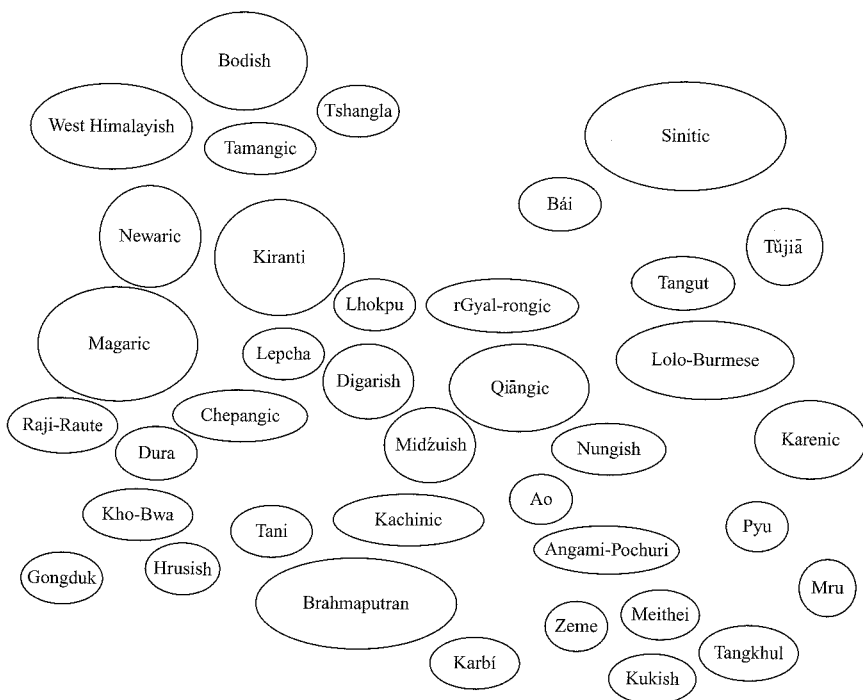 Bodish
Tshangla
West Himalayish
Sinitic
Tamangic
Bái
Newaric
Tǔjiā
Kiranti
Tangut
Lhokpu
rGyal-rongic
Magaric
Lepcha
Lolo-Burmese
Digarish
Qiāngic
Raji-Raute
Chepangic
Karenic
Dura
Midźuish
Nungish
Ao
Kho-Bwa
Kachinic
Pyu
Tani
Angami-Pochuri
Hrusish
Gongduk
Mru
Brahmaputran
Meithei
Zeme
Tangkhul
Karbí
Kukish